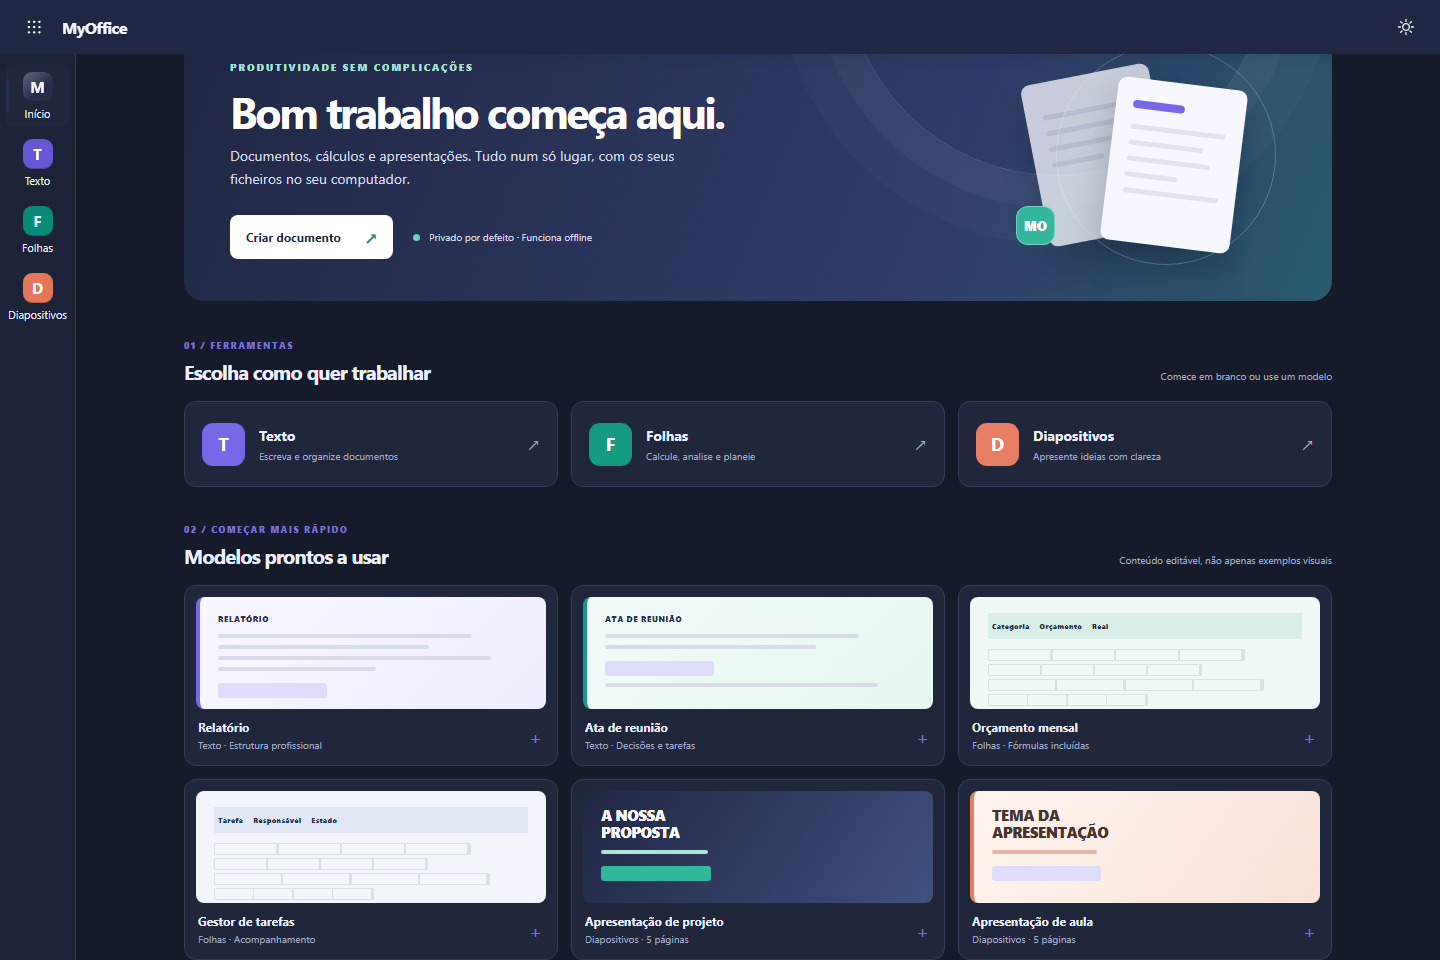 MyOffice
M
Início
T
Texto
F
Folhas
D
Diapositivos
PRODUTIVIDADE SEM COMPLICAÇÕES
Bom trabalho começa aqui.
Documentos, cálculos e apresentações. Tudo num só lugar, com os seus
ficheiros no seu computador.
Criar documento ↗
Privado por defeito · Funciona offline
MO
01 / FERRAMENTAS
Escolha como quer trabalhar
Comece em branco ou use um modelo
T
Texto
Escreva e organize documentos
↗
F
Folhas
Calcule, analise e planeie
↗
D
Diapositivos
Apresente ideias com clareza
↗
02 / COMEÇAR MAIS RÁPIDO
Modelos prontos a usar
Conteúdo editável, não apenas exemplos visuais
RELATÓRIO
Relatório
Texto · Estrutura profissional
+
ATA DE REUNIÃO
Ata de reunião
Texto · Decisões e tarefas
+
Categoria Orçamento Real
Orçamento mensal
Folhas · Fórmulas incluídas
+
Tarefa Responsável Estado
Gestor de tarefas
Folhas · Acompanhamento
+
A NOSSA
PROPOSTA
Apresentação de projeto
Diapositivos · 5 páginas
+
TEMA DA
APRESENTAÇÃO
Apresentação de aula
Diapositivos · 5 páginas
+